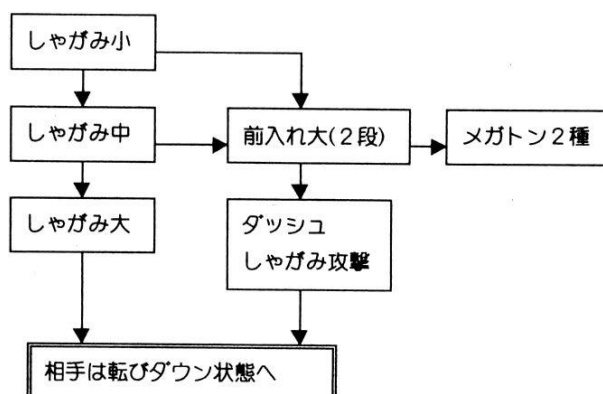 しゃがみ小
しゃがみ中
前入れ大(２段)
メガトン２種
しゃがみ大
ダッシュ
しゃがみ攻撃
相手は転びダウン状態へ